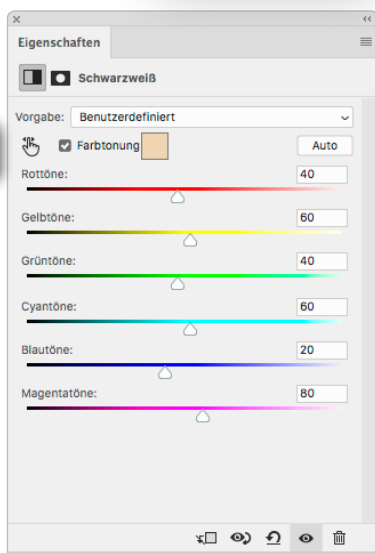 Eigenschaften
Schwarzweiß
Vorgabe: Benutzerdefiniert
Farbtonung Auto
Rottöne: 40
Gelbtöne: 60
Grüntöne: 40
Cyantöne: 60
Blautöne: 20
Magentatöne: 80